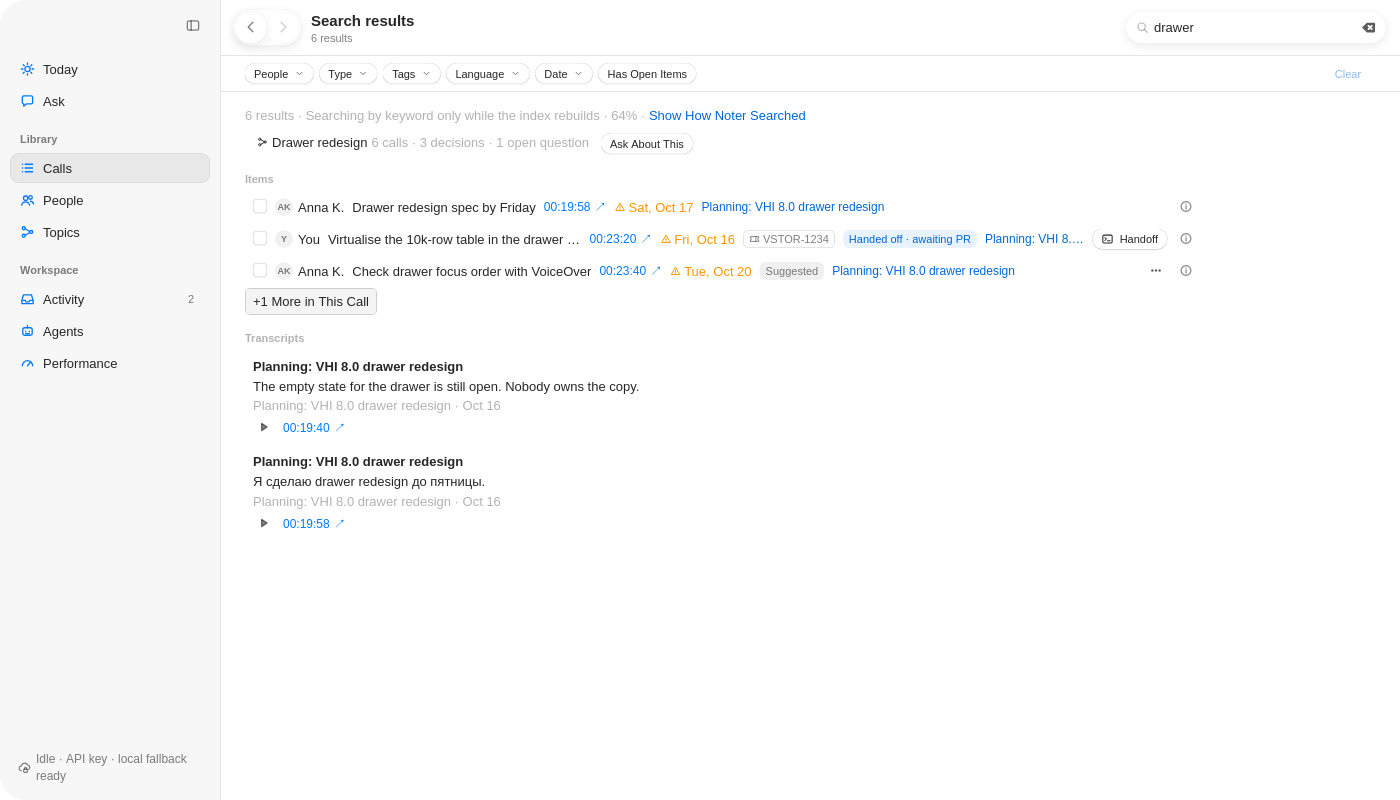 Search results
6 results
drawer
Today
Ask
Library
Calls
People
Topics
Workspace
Activity 2
Agents
Performance
Idle · API key · local fallback
ready
People Type Tags Language Date Has Open Items Clear
6 results · Searching by keyword only while the index rebuilds · 64% · Show How Noter Searched
Drawer redesign 6 calls · 3 decisions · 1 open question Ask About This
Items
AK Anna K. Drawer redesign spec by Friday 00:19:58 ↗ Sat, Oct 17 Planning: VHI 8.0 drawer redesign
Y You Virtualise the 10k-row table in the drawer … 00:23:20 ↗ Fri, Oct 16 VSTOR-1234 Handed off · awaiting PR Planning: VHI 8.… Handoff
AK Anna K. Check drawer focus order with VoiceOver 00:23:40 ↗ Tue, Oct 20 Suggested Planning: VHI 8.0 drawer redesign
+1 More in This Call
Transcripts
Planning: VHI 8.0 drawer redesign
The empty state for the drawer is still open. Nobody owns the copy.
Planning: VHI 8.0 drawer redesign · Oct 16
00:19:40 ↗
Planning: VHI 8.0 drawer redesign
Я сделаю drawer redesign до пятницы.
Planning: VHI 8.0 drawer redesign · Oct 16
00:19:58 ↗